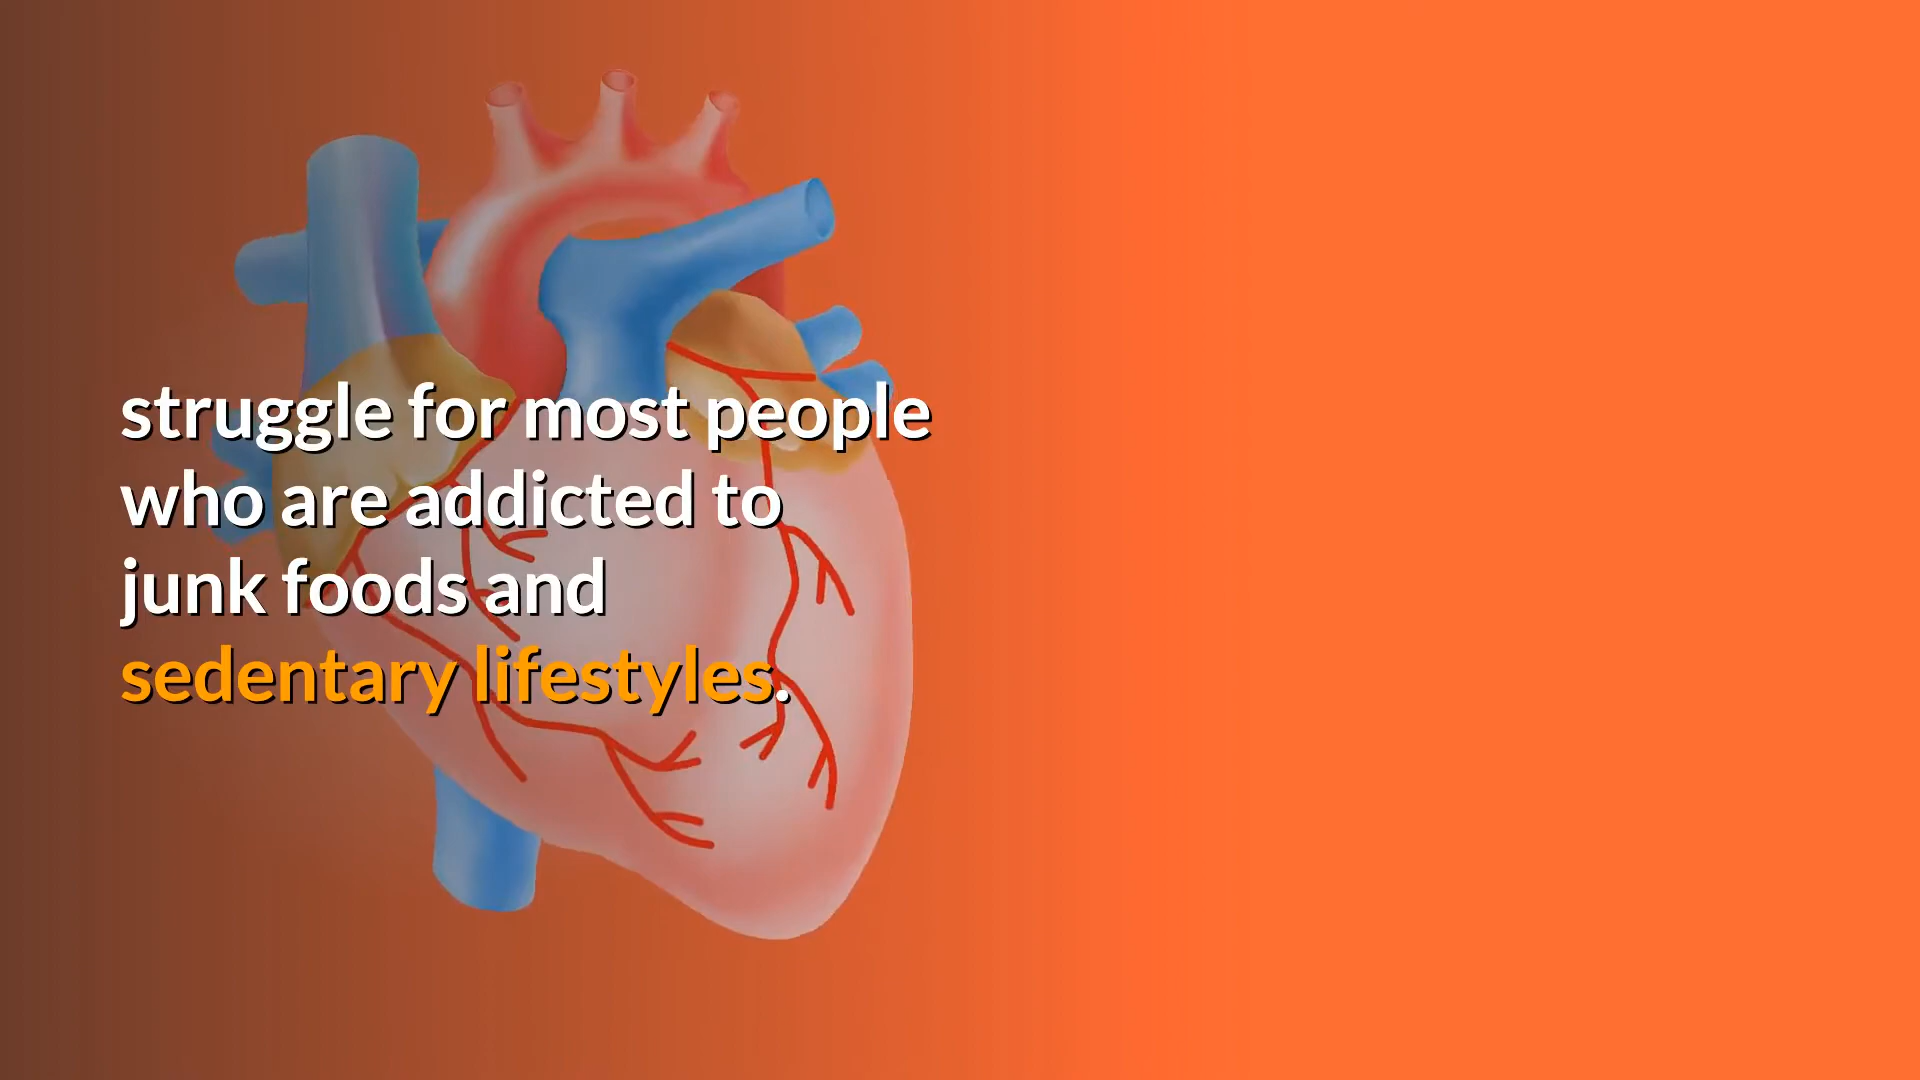 struggle for most people
who are addicted to
junk foods and
sedentary lifestyles.